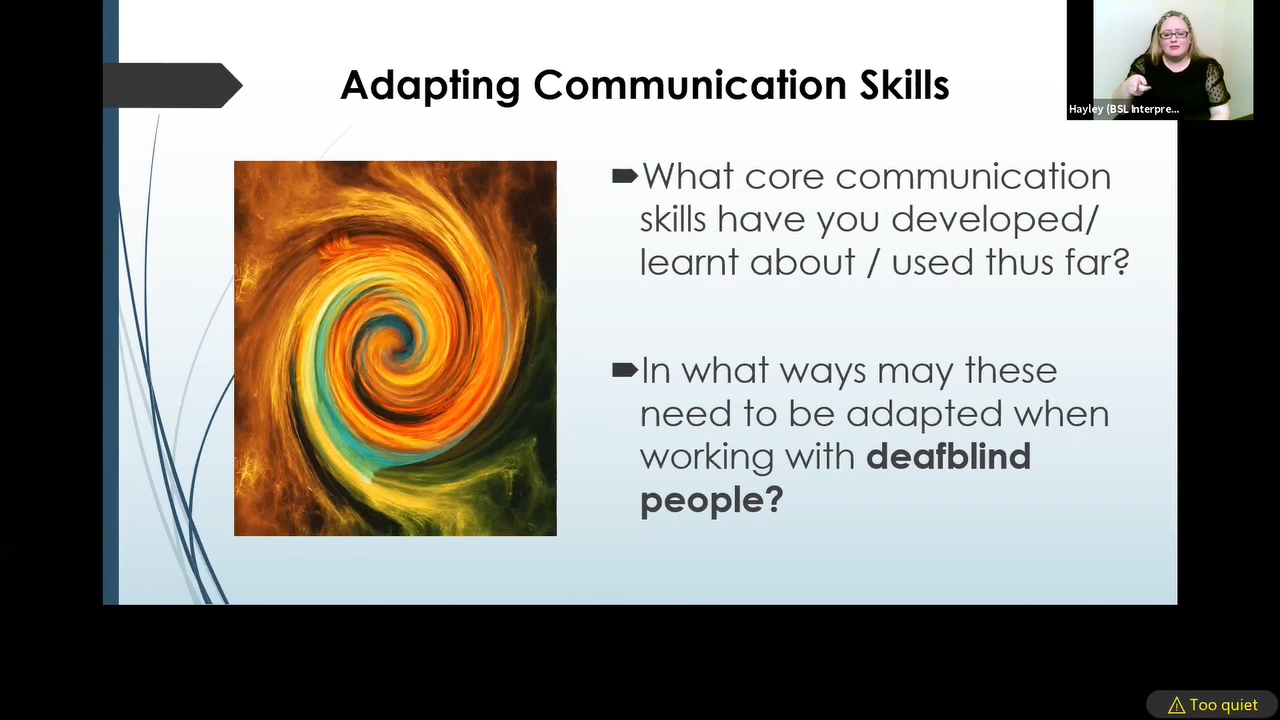 Adapting Communication Skills
Hayley (BSL Interpre...
What core communication
skills have you developed/
learnt about / used thus far?
In what ways may these
need to be adapted when
working with deafblind
people?
Too quiet